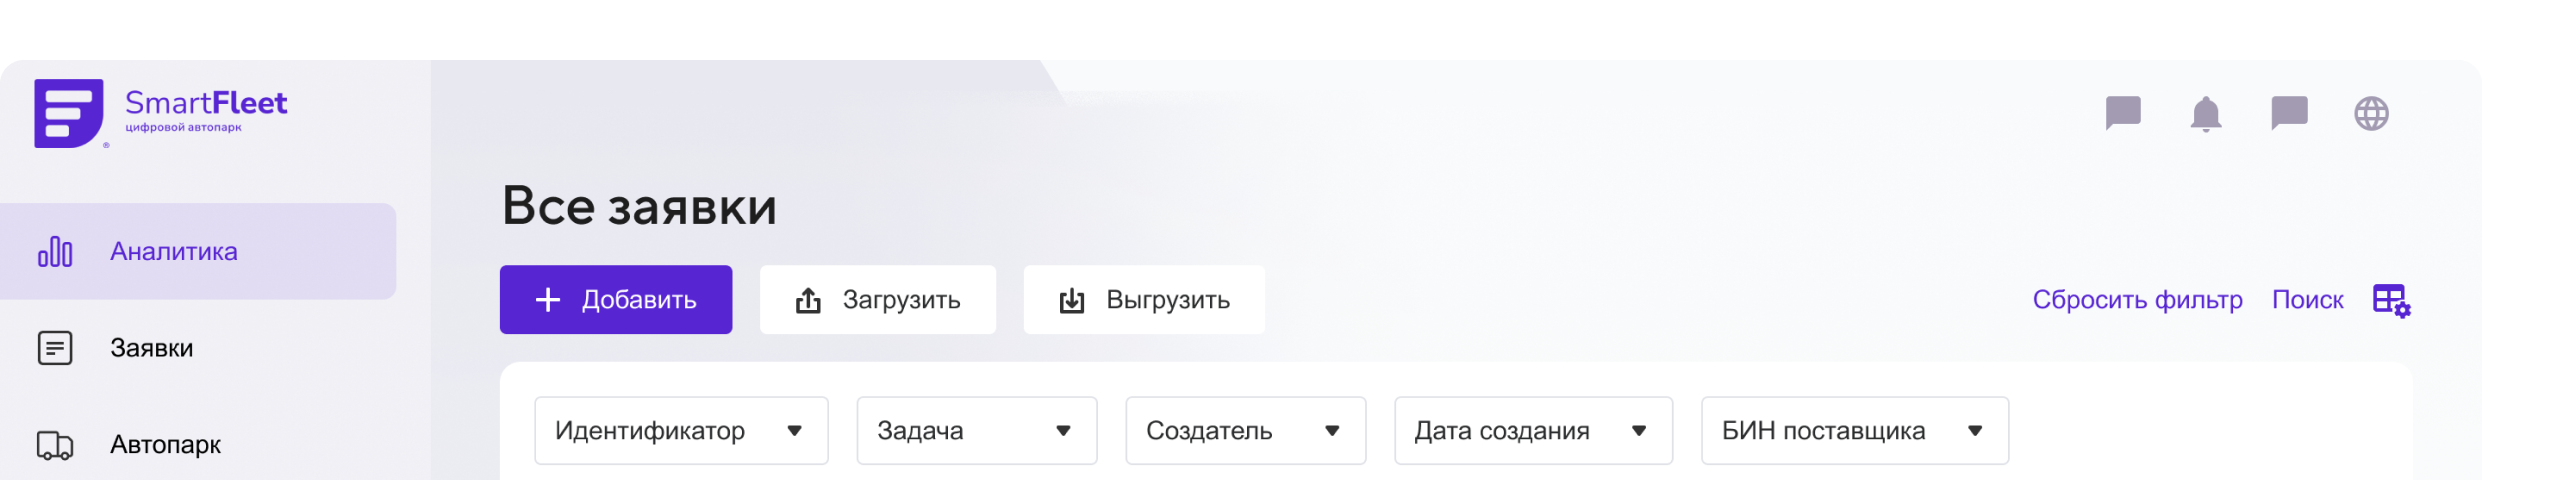 SmartFleet
цифровой автопарк
®
Все заявки
Аналитика
Добавить
Загрузить
Выгрузить
Сбросить фильтр
Поиск
Заявки
Идентификатор
Задача
Создатель
Дата создания
БИН поставщика
Автопарк